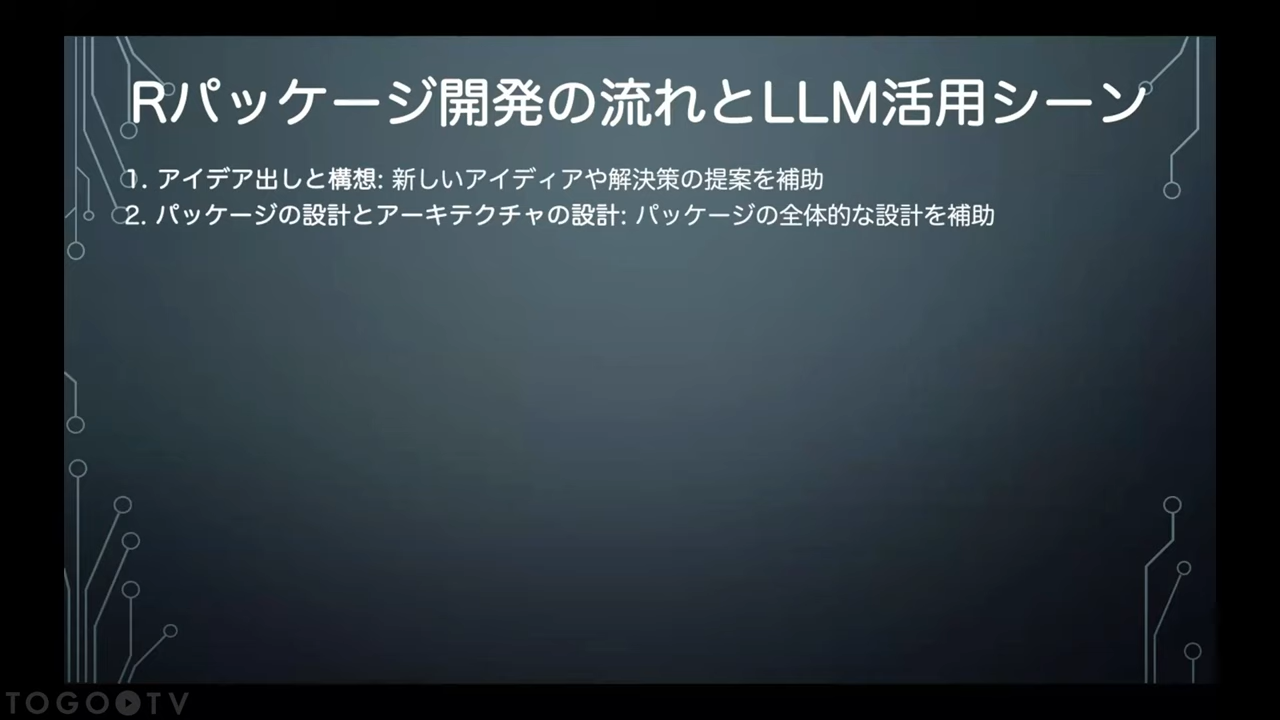 Rパッケージ開発の流れとLLM活用シーン
1. アイデア出しと構想: 新しいアイディアや解決策の提案を補助
2. パッケージの設計とアーキテクチャの設計: パッケージの全体的な設計を補助
TOGO TV